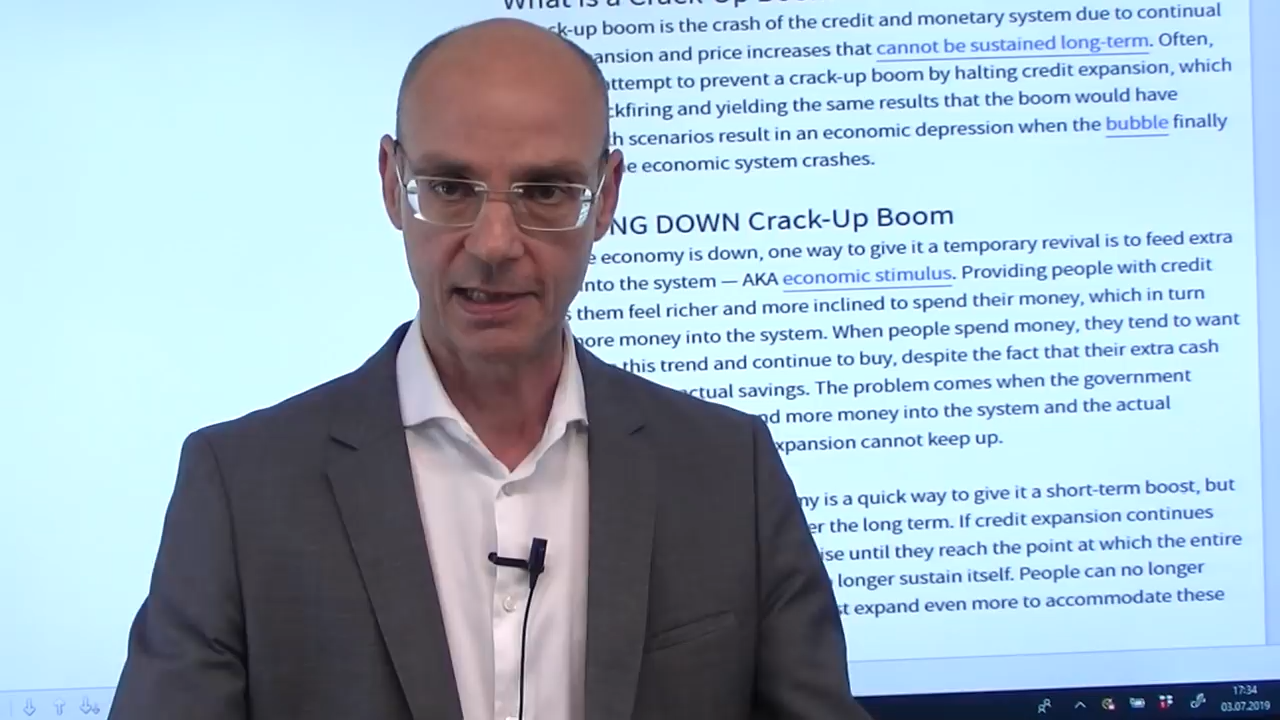 What is a Crack-Up Boom
ck-up boom is the crash of the credit and monetary system due to continual
ansion and price increases that cannot be sustained long-term. Often,
attempt to prevent a crack-up boom by halting credit expansion, which
ckfiring and yielding the same results that the boom would have
h scenarios result in an economic depression when the bubble finally
e economic system crashes.
NG DOWN Crack-Up Boom
e economy is down, one way to give it a temporary revival is to feed extra
nto the system — AKA economic stimulus. Providing people with credit
s them feel richer and more inclined to spend their money, which in turn
ore money into the system. When people spend money, they tend to want
this trend and continue to buy, despite the fact that their extra cash
ctual savings. The problem comes when the government
d more money into the system and the actual
xpansion cannot keep up.
my is a quick way to give it a short-term boost, but
er the long term. If credit expansion continues
ise until they reach the point at which the entire
longer sustain itself. People can no longer
t expand even more to accommodate these
17:34
03.07.2019